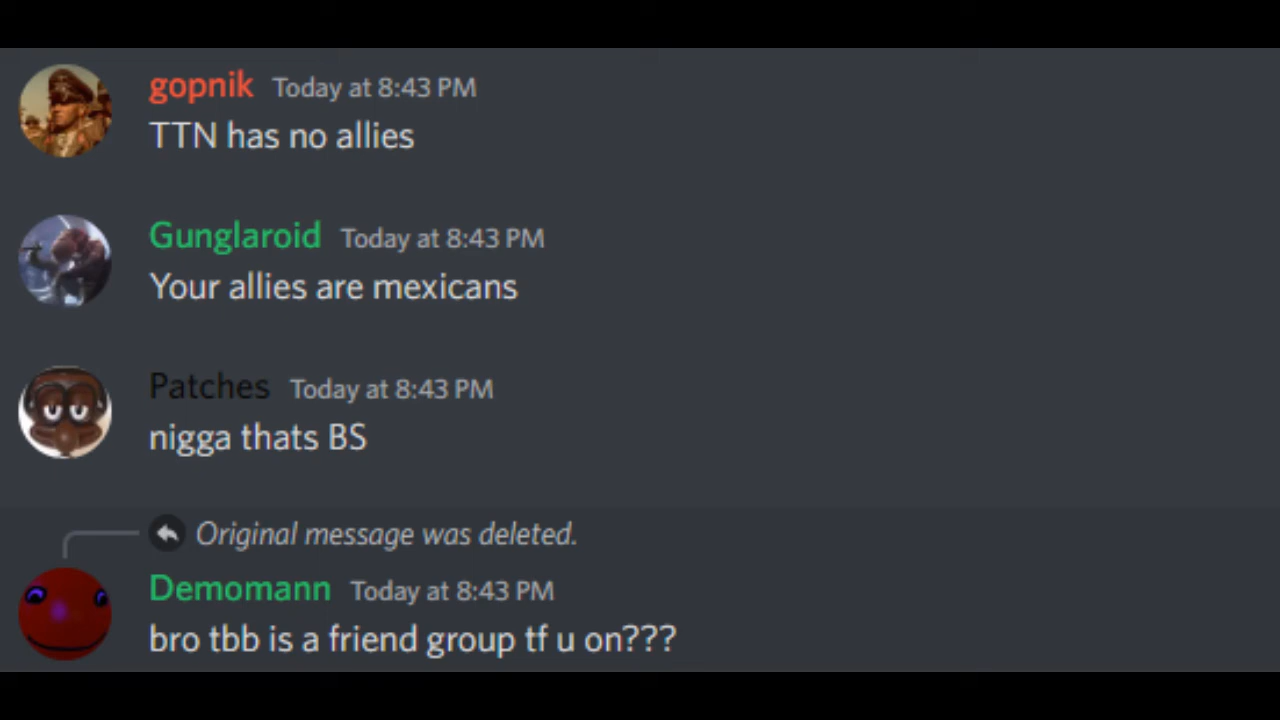 gopnik Today at 8:43 PM
TTN has no allies
Gunglaroid Today at 8:43 PM
Your allies are mexicans
Patches Today at 8:43 PM
nigga thats BS
Original message was deleted.
Demomann Today at 8:43 PM
bro tbb is a friend group tf u on???